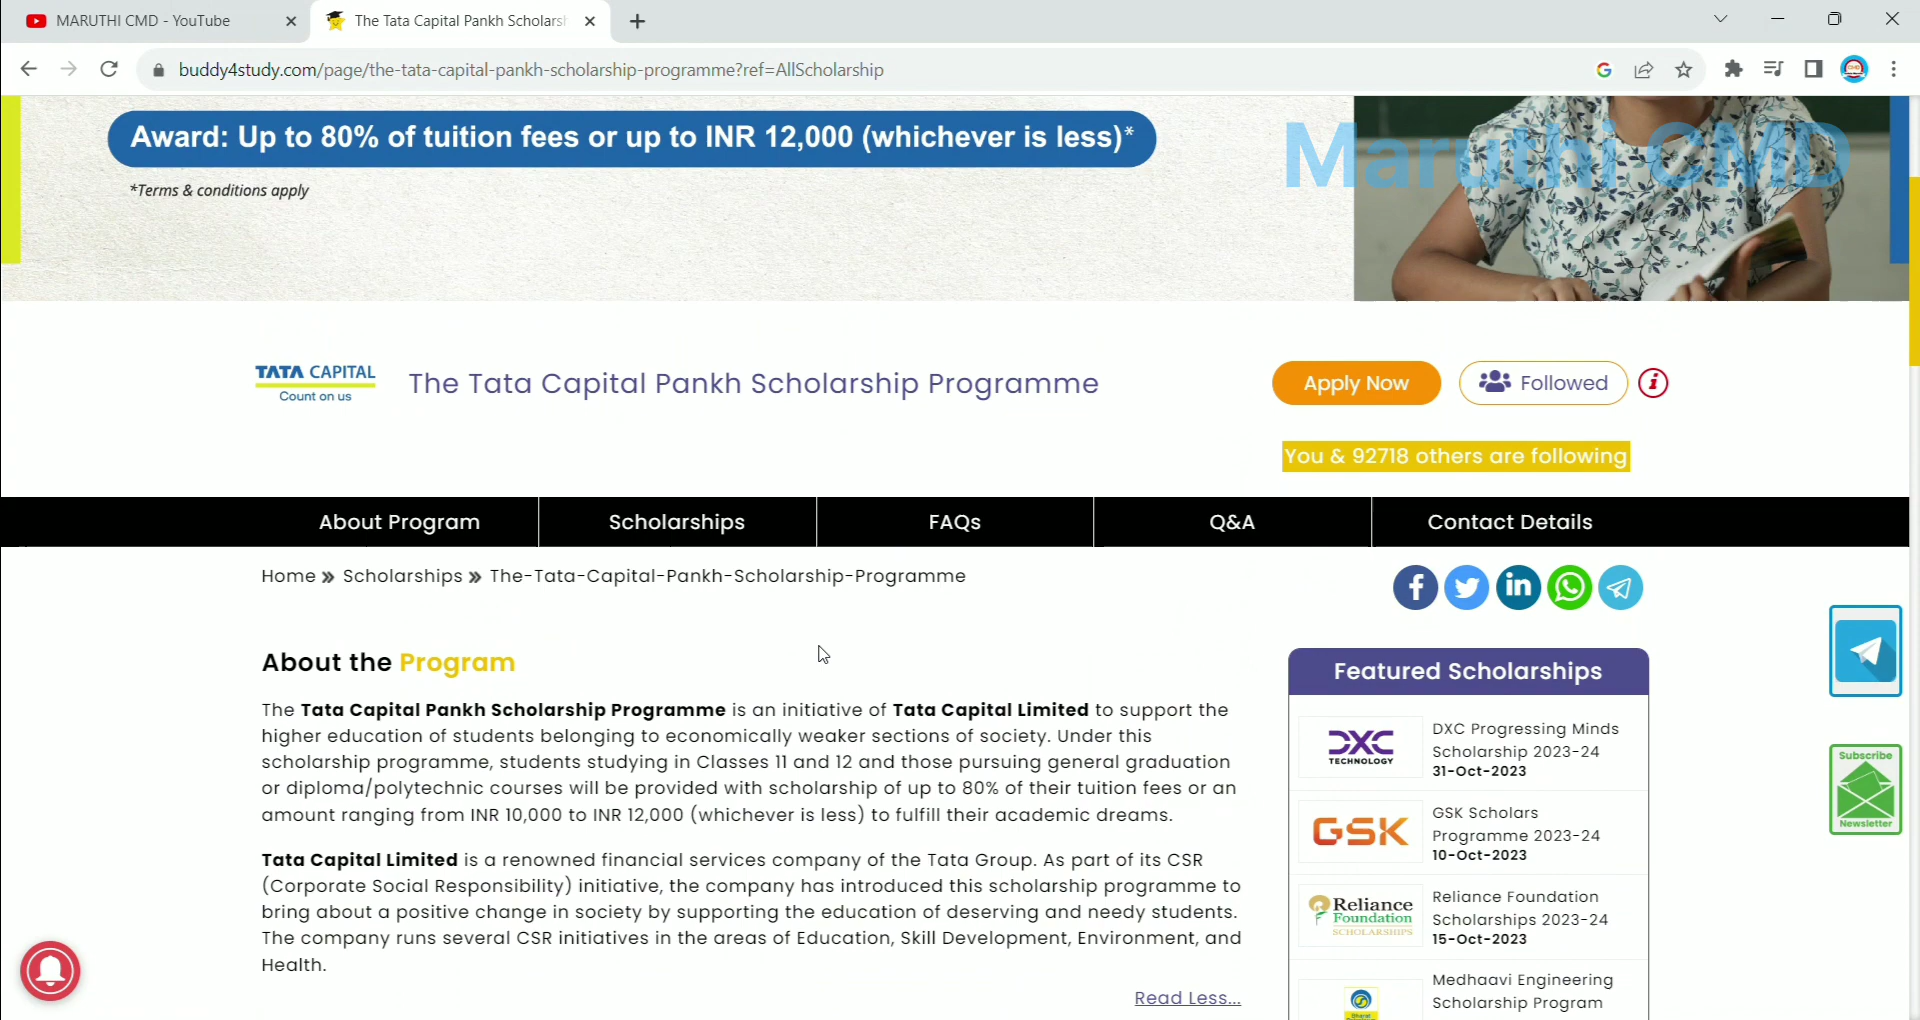 MARUTHI CMD - YouTube
The Tata Capital Pankh Scholars
buddy4study.com/page/the-tata-capital-pankh-scholarship-programme?ref=AllScholarship
Award: Up to 80% of tuition fees or up to INR 12,000 (whichever is less)*
*Terms & conditions apply
Maruthi CMD
TATA CAPITAL
Count on us
The Tata Capital Pankh Scholarship Programme
Apply Now
Followed
i
You & 92718 others are following
About Program
Scholarships
FAQs
Q&A
Contact Details
Home » Scholarships » The-Tata-Capital-Pankh-Scholarship-Programme
About the Program
The Tata Capital Pankh Scholarship Programme is an initiative of Tata Capital Limited to support the
higher education of students belonging to economically weaker sections of society. Under this
scholarship programme, students studying in Classes 11 and 12 and those pursuing general graduation
or diploma/polytechnic courses will be provided with scholarship of up to 80% of their tuition fees or an
amount ranging from INR 10,000 to INR 12,000 (whichever is less) to fulfill their academic dreams.
Tata Capital Limited is a renowned financial services company of the Tata Group. As part of its CSR
(Corporate Social Responsibility) initiative, the company has introduced this scholarship programme to
bring about a positive change in society by supporting the education of deserving and needy students.
The company runs several CSR initiatives in the areas of Education, Skill Development, Environment, and
Health.
Read Less...
Featured Scholarships
DXC
TECHNOLOGY
DXC Progressing Minds
Scholarship 2023-24
31-Oct-2023
GSK
GSK Scholars
Programme 2023-24
10-Oct-2023
Reliance
Foundation
SCHOLARSHIPS
Reliance Foundation
Scholarships 2023-24
15-Oct-2023
Medhaavi Engineering
Scholarship Program
Subscribe
Newsletter